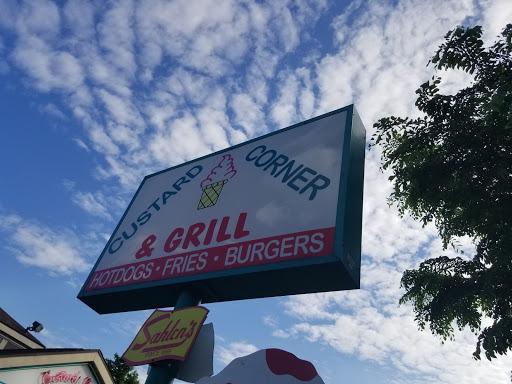 CUSTARD CORNER
& GRILL
HOTDOGS • FRIES • BURGERS
Sahlen's